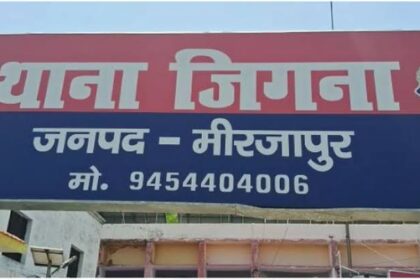 थाना जिगना
जनपद - मीरजापुर
मो. 9454404006